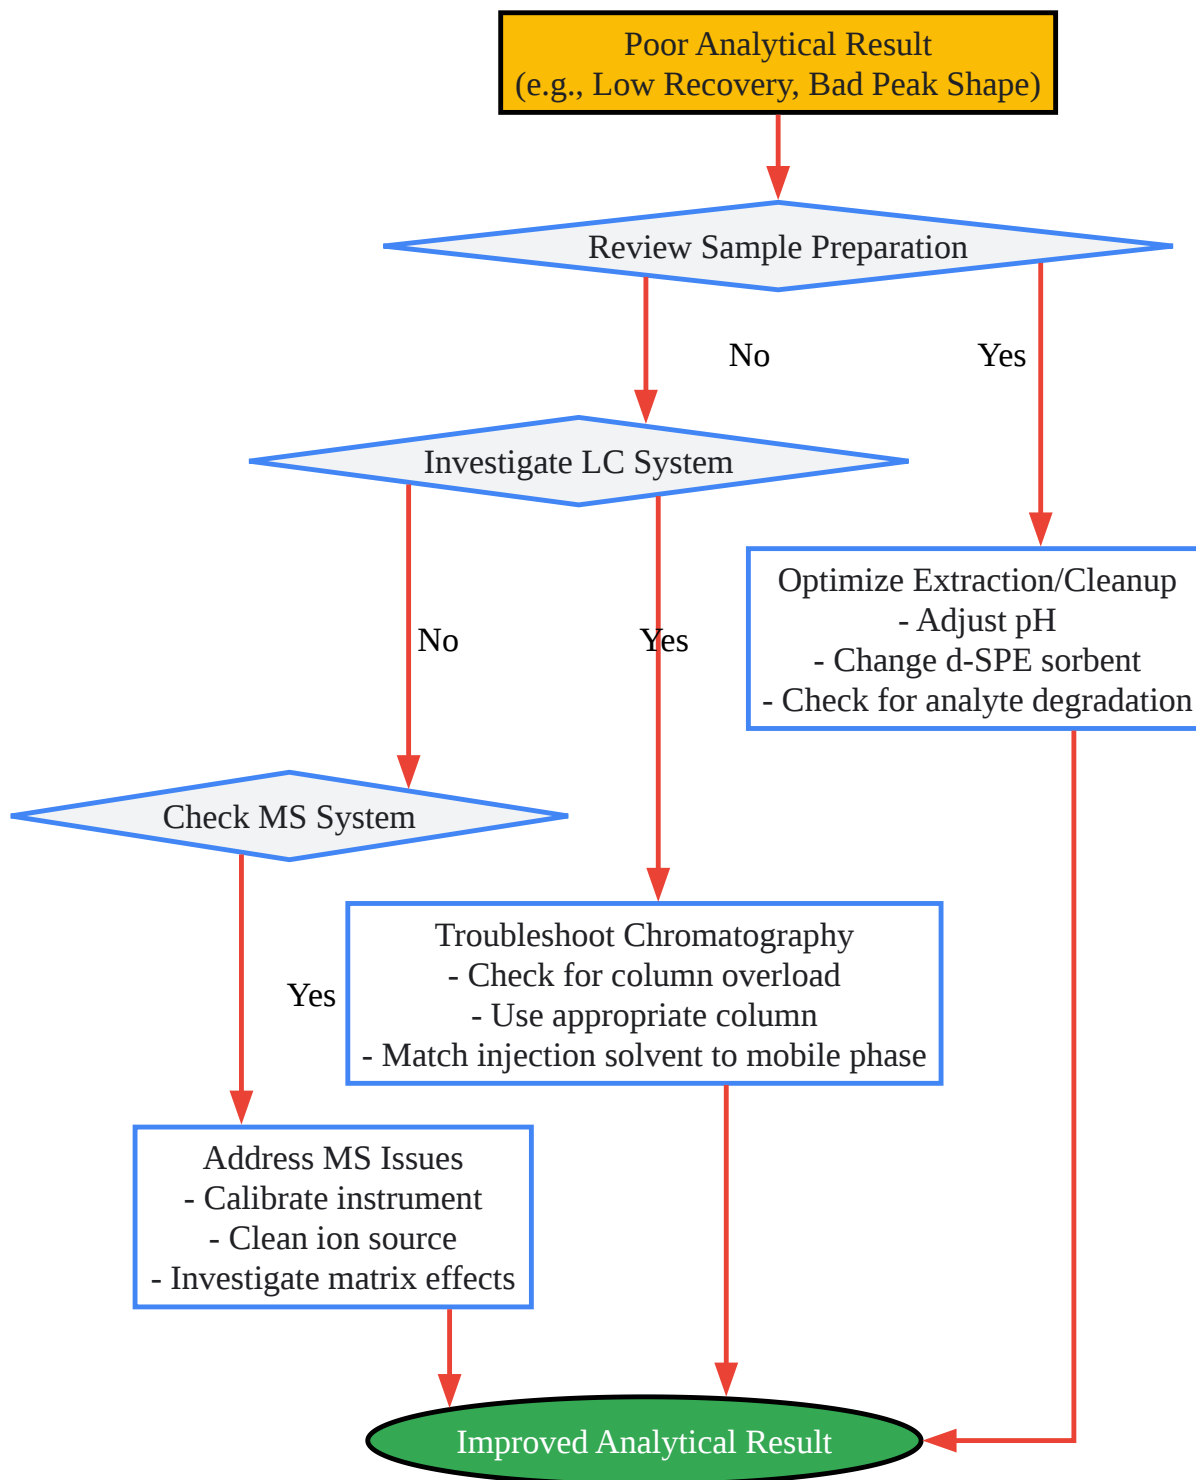 Poor Analytical Result
(e.g., Low Recovery, Bad Peak Shape)
Review Sample Preparation
No
Yes
Investigate LC System
Optimize Extraction/Cleanup
- Adjust pH
- Change d-SPE sorbent
- Check for analyte degradation
No
Yes
Check MS System
Troubleshoot Chromatography
- Check for column overload
- Use appropriate column
- Match injection solvent to mobile phase
Yes
Address MS Issues
- Calibrate instrument
- Clean ion source
- Investigate matrix effects
Improved Analytical Result